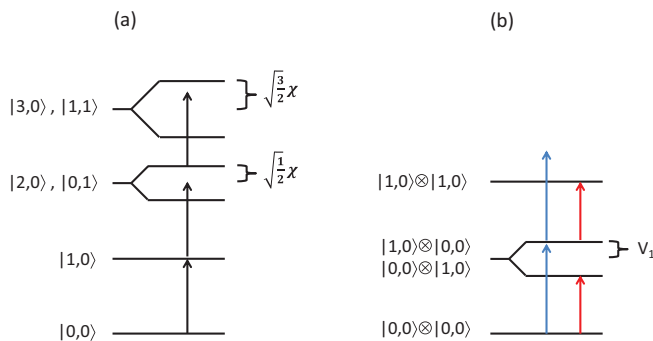 (a)
(b)
|3,0⟩ , |1,1⟩
√3/2 χ
|2,0⟩ , |0,1⟩
√1/2 χ
|1,0⟩
|0,0⟩
|1,0⟩⊗|1,0⟩
|1,0⟩⊗|0,0⟩
|0,0⟩⊗|1,0⟩
V₁
|0,0⟩⊗|0,0⟩